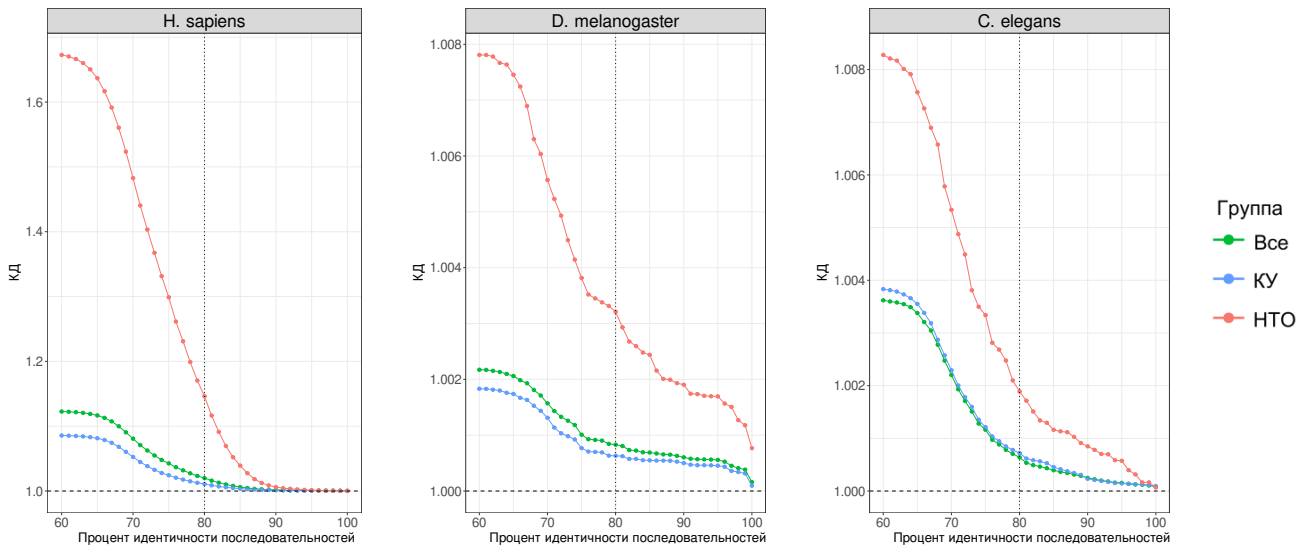 H. sapiens
D. melanogaster
C. elegans
КД
1.6
1.4
1.2
1.0
60
70
80
90
100
Процент идентичности последовательностей
КД
1.008
1.006
1.004
1.002
1.000
60
70
80
90
100
Процент идентичности последовательностей
КД
1.008
1.006
1.004
1.002
1.000
60
70
80
90
100
Процент идентичности последовательностей
Группа
Все
КУ
НТО